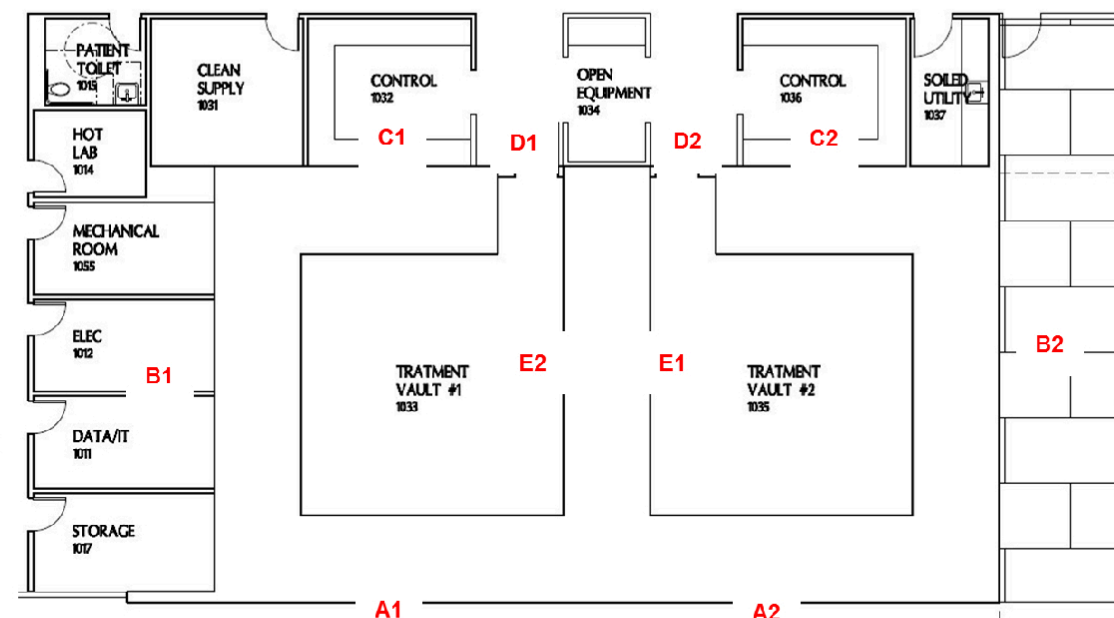 PATIENT
TOILET
1015
CLEAN
SUPPLY
1031
CONTROL
1032
OPEN
EQUIPMENT
1034
CONTROL
1036
SOILED
UTILITY
1037
C1
D1
D2
C2
HOT
LAB
1014
MECHANICAL
ROOM
1055
ELEC
1012
B1
TRATMENT
VAULT #1
1033
E2
E1
TRATMENT
VAULT #2
1035
B2
DATA/IT
1011
STORAGE
1017
A1
A2